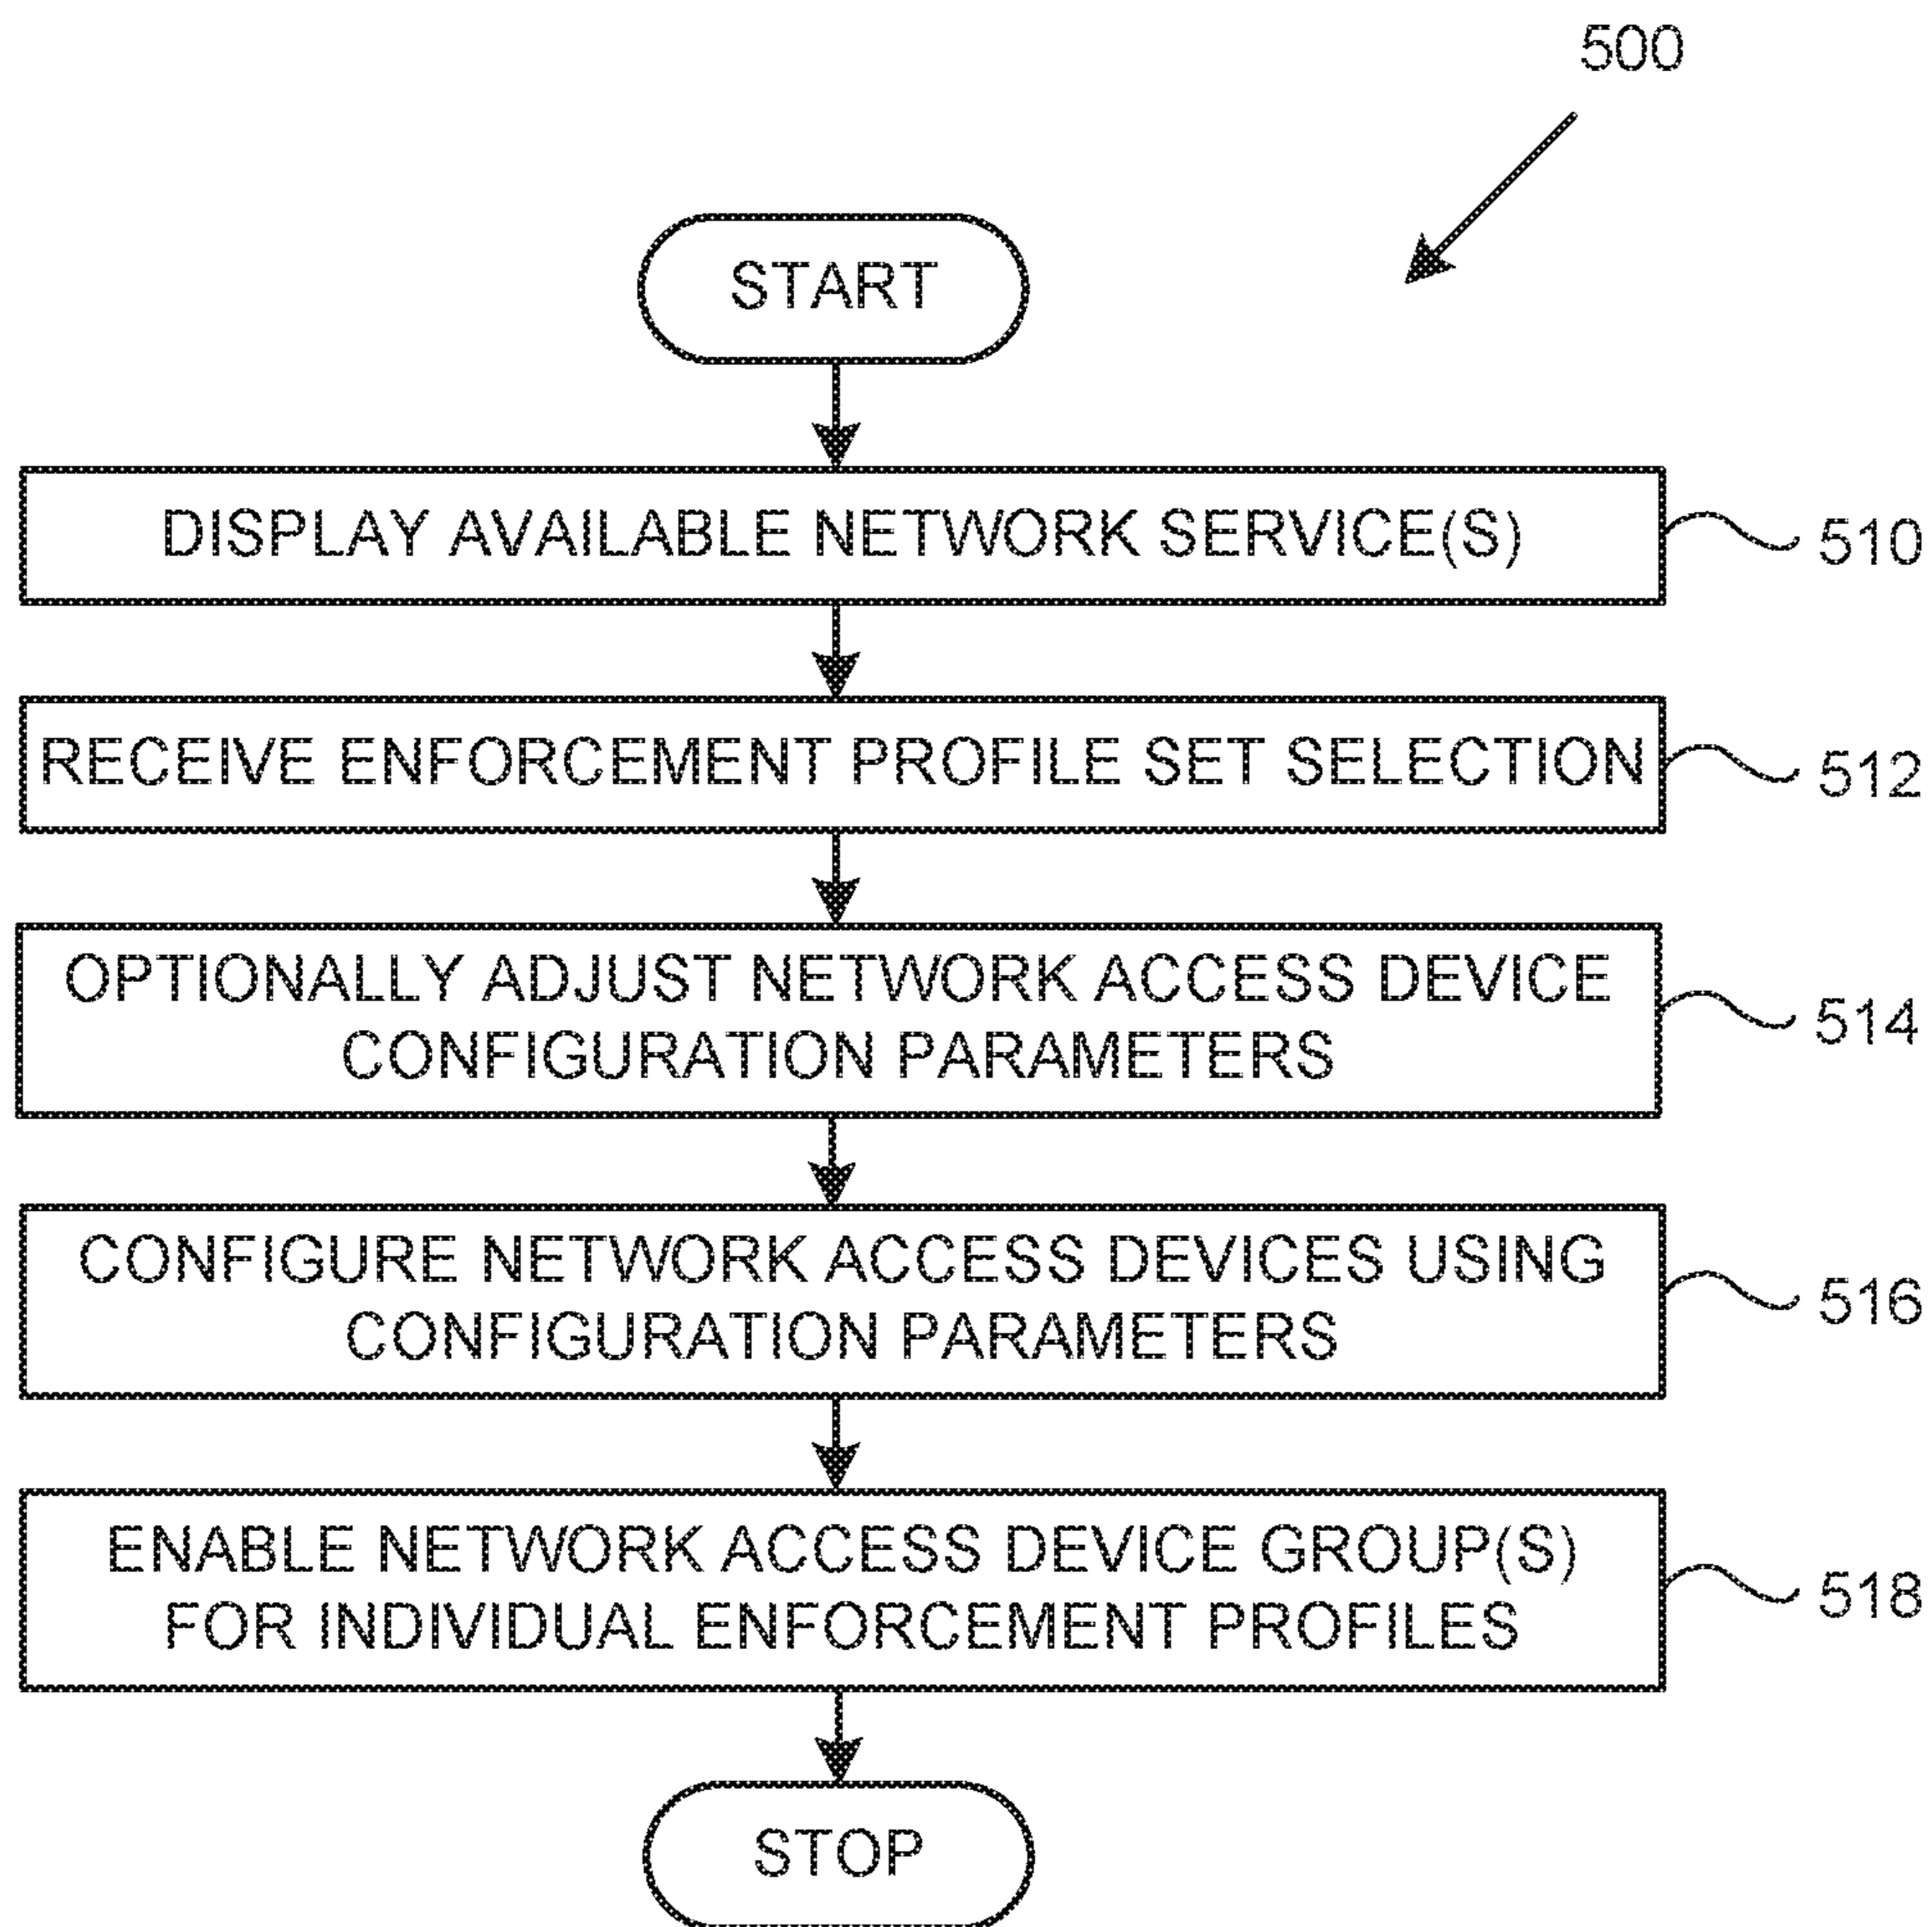 500
START
DISPLAY AVAILABLE NETWORK SERVICE(S)
510
RECEIVE ENFORCEMENT PROFILE SET SELECTION
512
OPTIONALLY ADJUST NETWORK ACCESS DEVICE
CONFIGURATION PARAMETERS
514
CONFIGURE NETWORK ACCESS DEVICES USING
CONFIGURATION PARAMETERS
516
ENABLE NETWORK ACCESS DEVICE GROUP(S)
FOR INDIVIDUAL ENFORCEMENT PROFILES
518
STOP